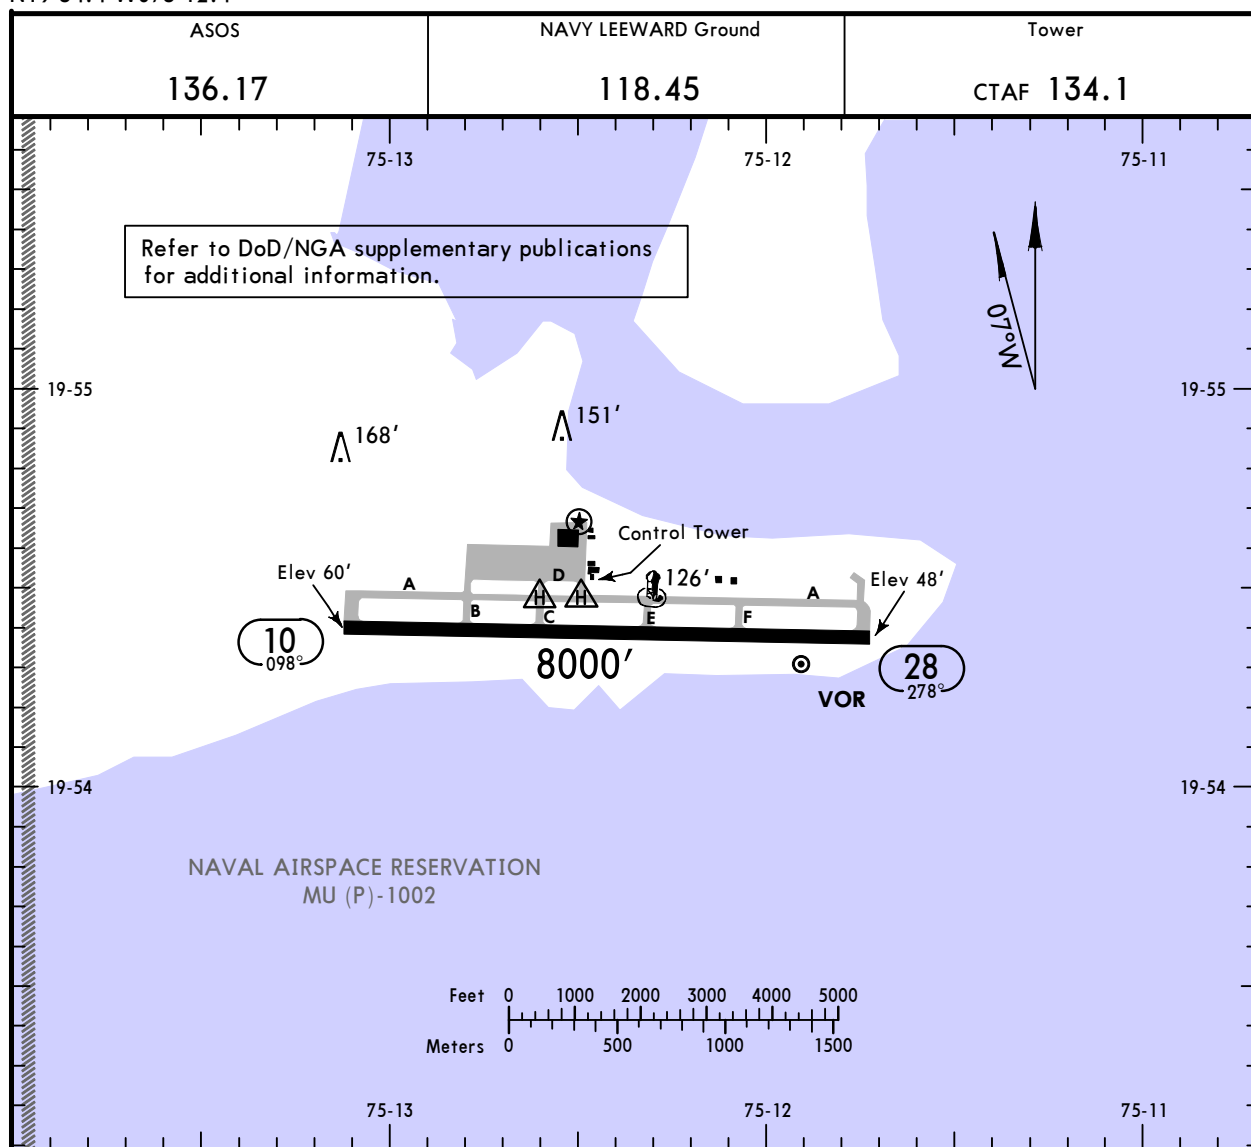 ASOS
NAVY LEEWARD Ground
Tower
136.17
118.45
CTAF 134.1
75-13
75-12
75-11
Refer to DoD/NGA supplementary publications
for additional information.
07°W
19-55
19-55
168'
151'
Control Tower
Elev 60'
A
D
126'
A
Elev 48'
H
H
B
C
E
F
10
098°
8000'
28
278°
VOR
19-54
19-54
NAVAL AIRSPACE RESERVATION
MU (P)-1002
Feet 0 1000 2000 3000 4000 5000
Meters 0 500 1000 1500
75-13
75-12
75-11